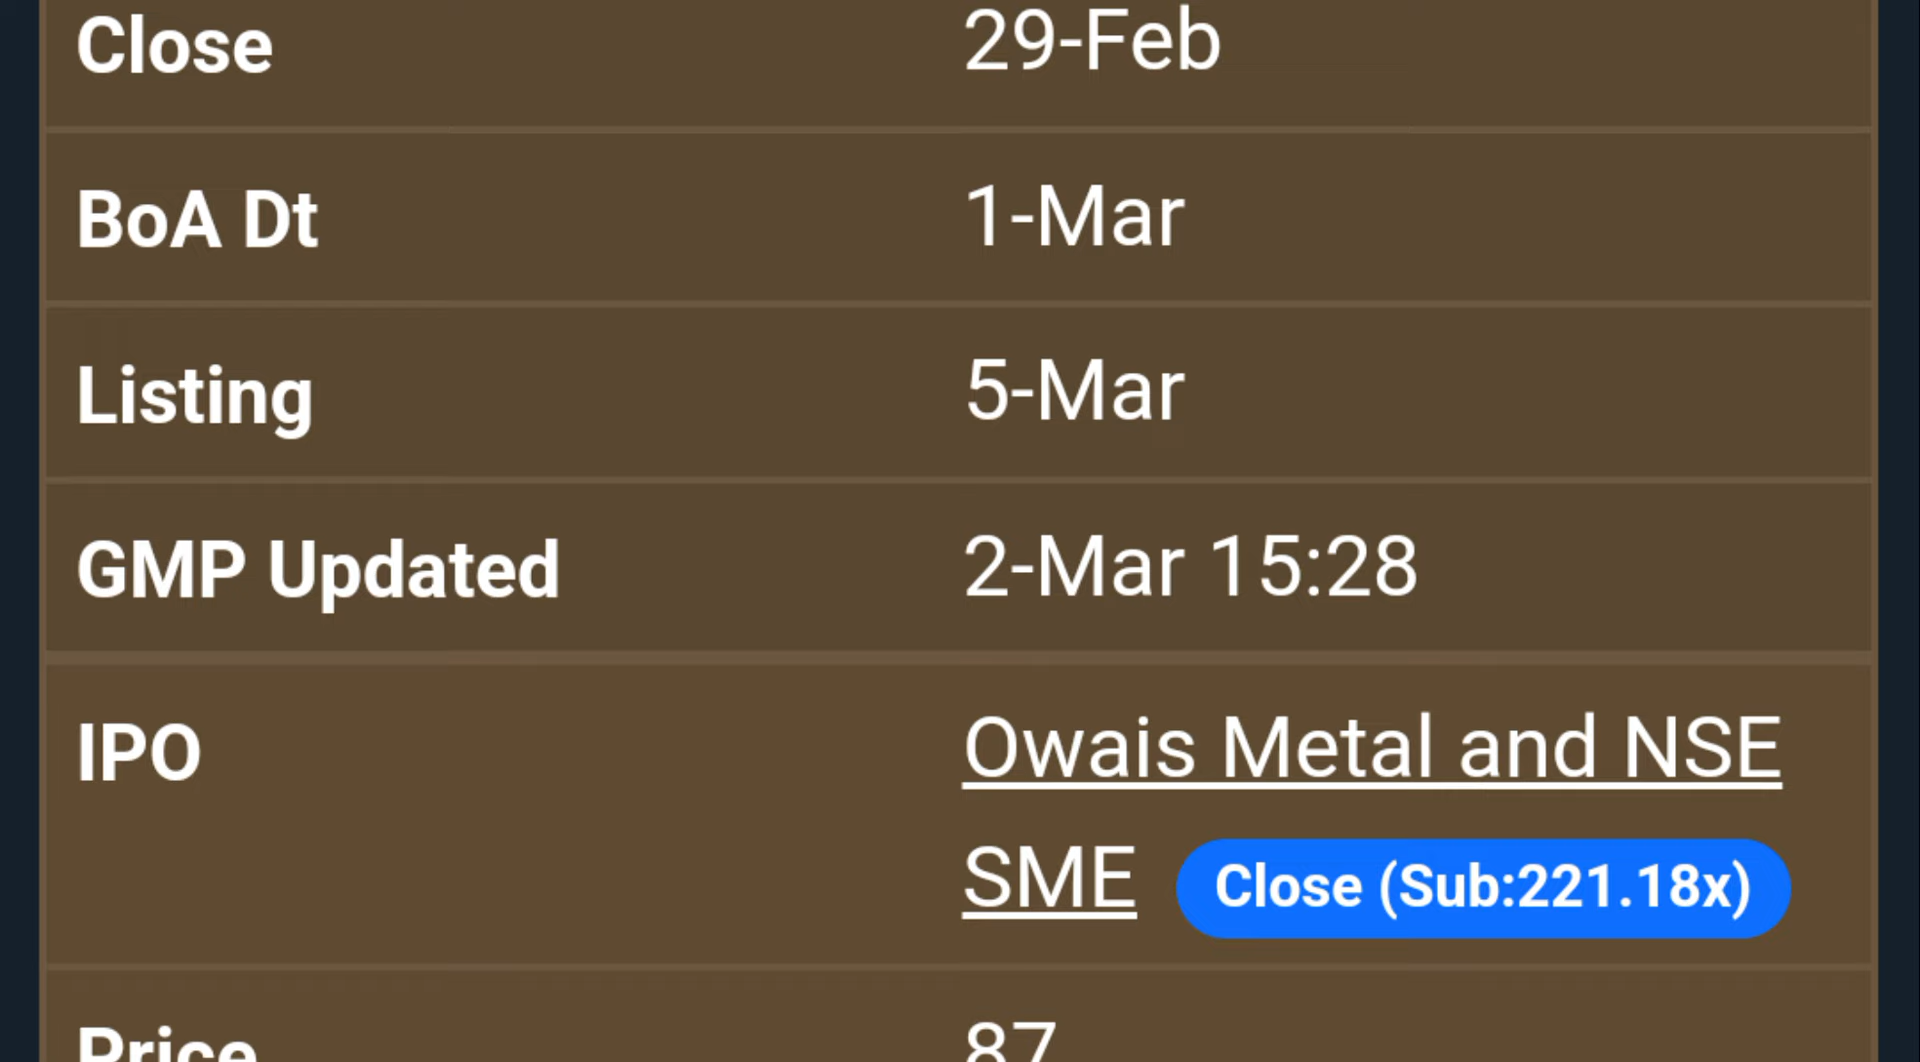 Close 29-Feb
BoA Dt 1-Mar
Listing 5-Mar
GMP Updated 2-Mar 15:28
IPO Owais Metal and NSE
SME Close (Sub:221.18x)
Price 87